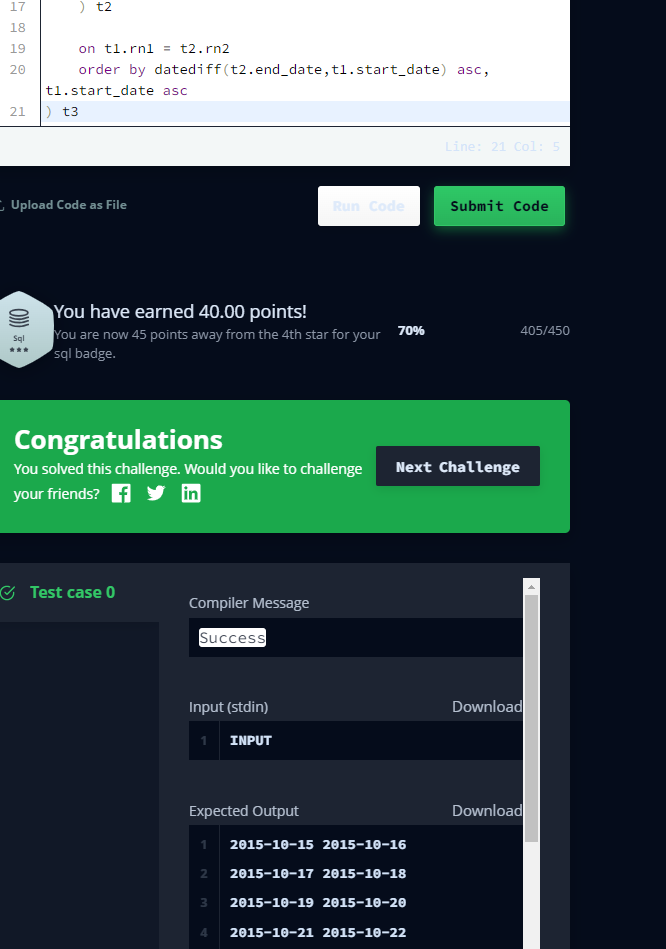 17 ) t2
18
19 on t1.rn1 = t2.rn2
20 order by datediff(t2.end_date,t1.start_date) asc,
t1.start_date asc
21 ) t3
Line: 21 Col: 5
Upload Code as File
Run Code
Submit Code
You have earned 40.00 points!
You are now 45 points away from the 4th star for your
sql badge.
70%
405/450
Sql
Congratulations
You solved this challenge. Would you like to challenge
your friends?
Next Challenge
Test case 0
Compiler Message
Success
Input (stdin)
Download
1 INPUT
Expected Output
Download
1 2015-10-15 2015-10-16
2 2015-10-17 2015-10-18
3 2015-10-19 2015-10-20
4 2015-10-21 2015-10-22